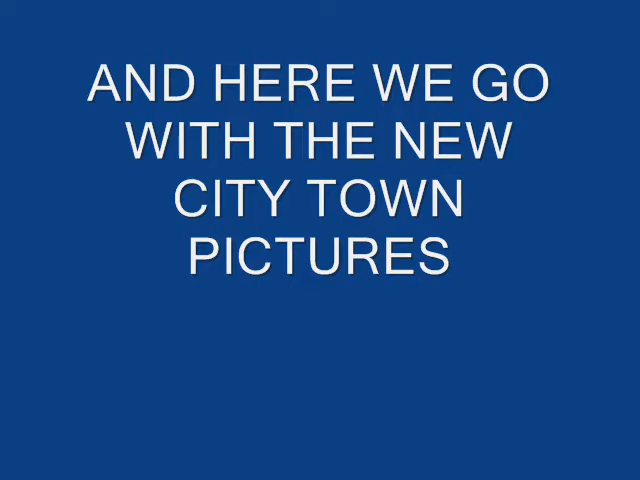 AND HERE WE GO
WITH THE NEW
CITY TOWN
PICTURES